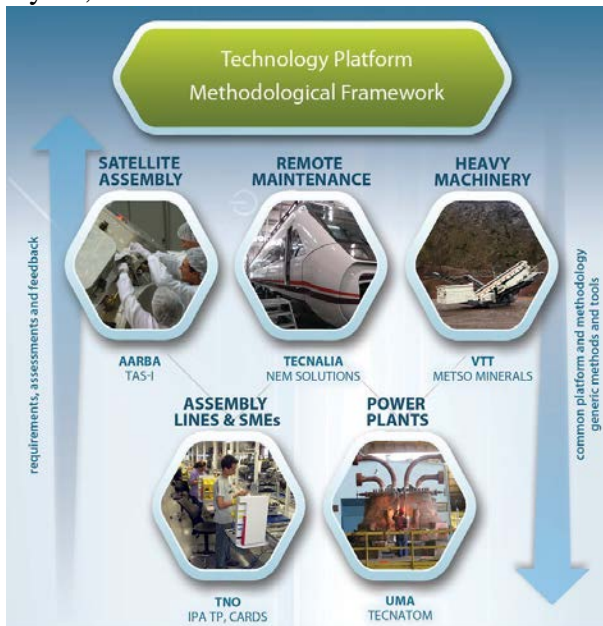 Technology Platform
Methodological Framework
SATELLITE
ASSEMBLY
REMOTE
MAINTENANCE
HEAVY
MACHINERY
AARBA
TAS-I
TECNALIA
NEM SOLUTIONS
VTT
METSO MINERALS
ASSEMBLY
LINES & SMEs
POWER
PLANTS
TNO
IPA TP, CARDS
UMA
TECNATOM
requirements, assessments and feedback
common platform and methodology
generic methods and tools